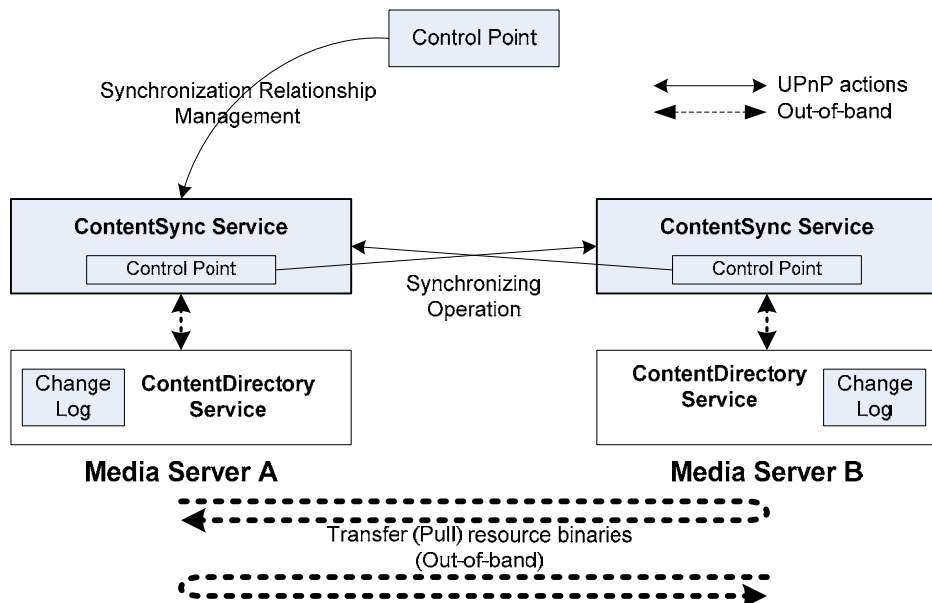 Control Point
Synchronization Relationship
Management
UPnP actions
Out-of-band
ContentSync Service
Control Point
ContentSync Service
Control Point
Synchronizing
Operation
Change
Log
ContentDirectory
Service
ContentDirectory
Service
Change
Log
Media Server A
Media Server B
Transfer (Pull) resource binaries
(Out-of-band)